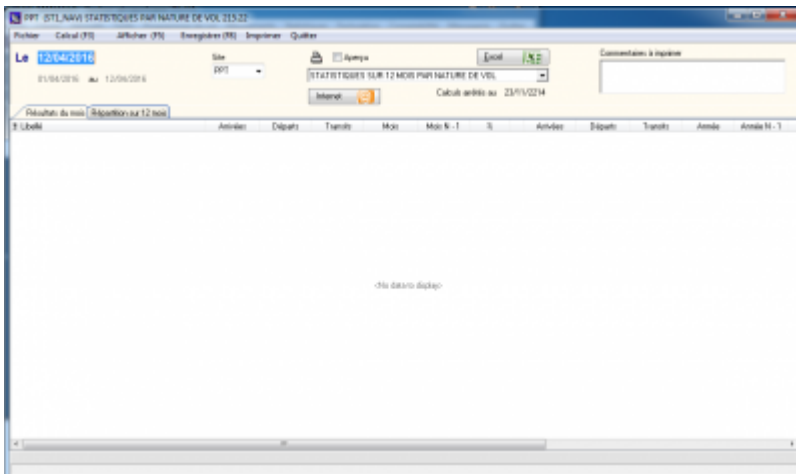 PPT (ST1_NAV) STATISTIQUES PAR NATURE DE VOL 213.22
Fichier Calcul (F3) Afficher (F5) Enregistrer (F8) Imprimer Quitter
Le 12/04/2016 Site Aperçu Excel Commentaires à imprimer
PPT
STATISTIQUES SUR 12 MOIS PAR NATURE DE VOL
01/04/2016 au 12/04/2016
Internet Calculs arrêtés au 23/11/2214
Résultats du mois Répartition sur 12 mois
Libellé Arrivées Départs Transits Mois Mois N - 1 % Arrivées Départs Transits Année Année N - 1
<No data to display>